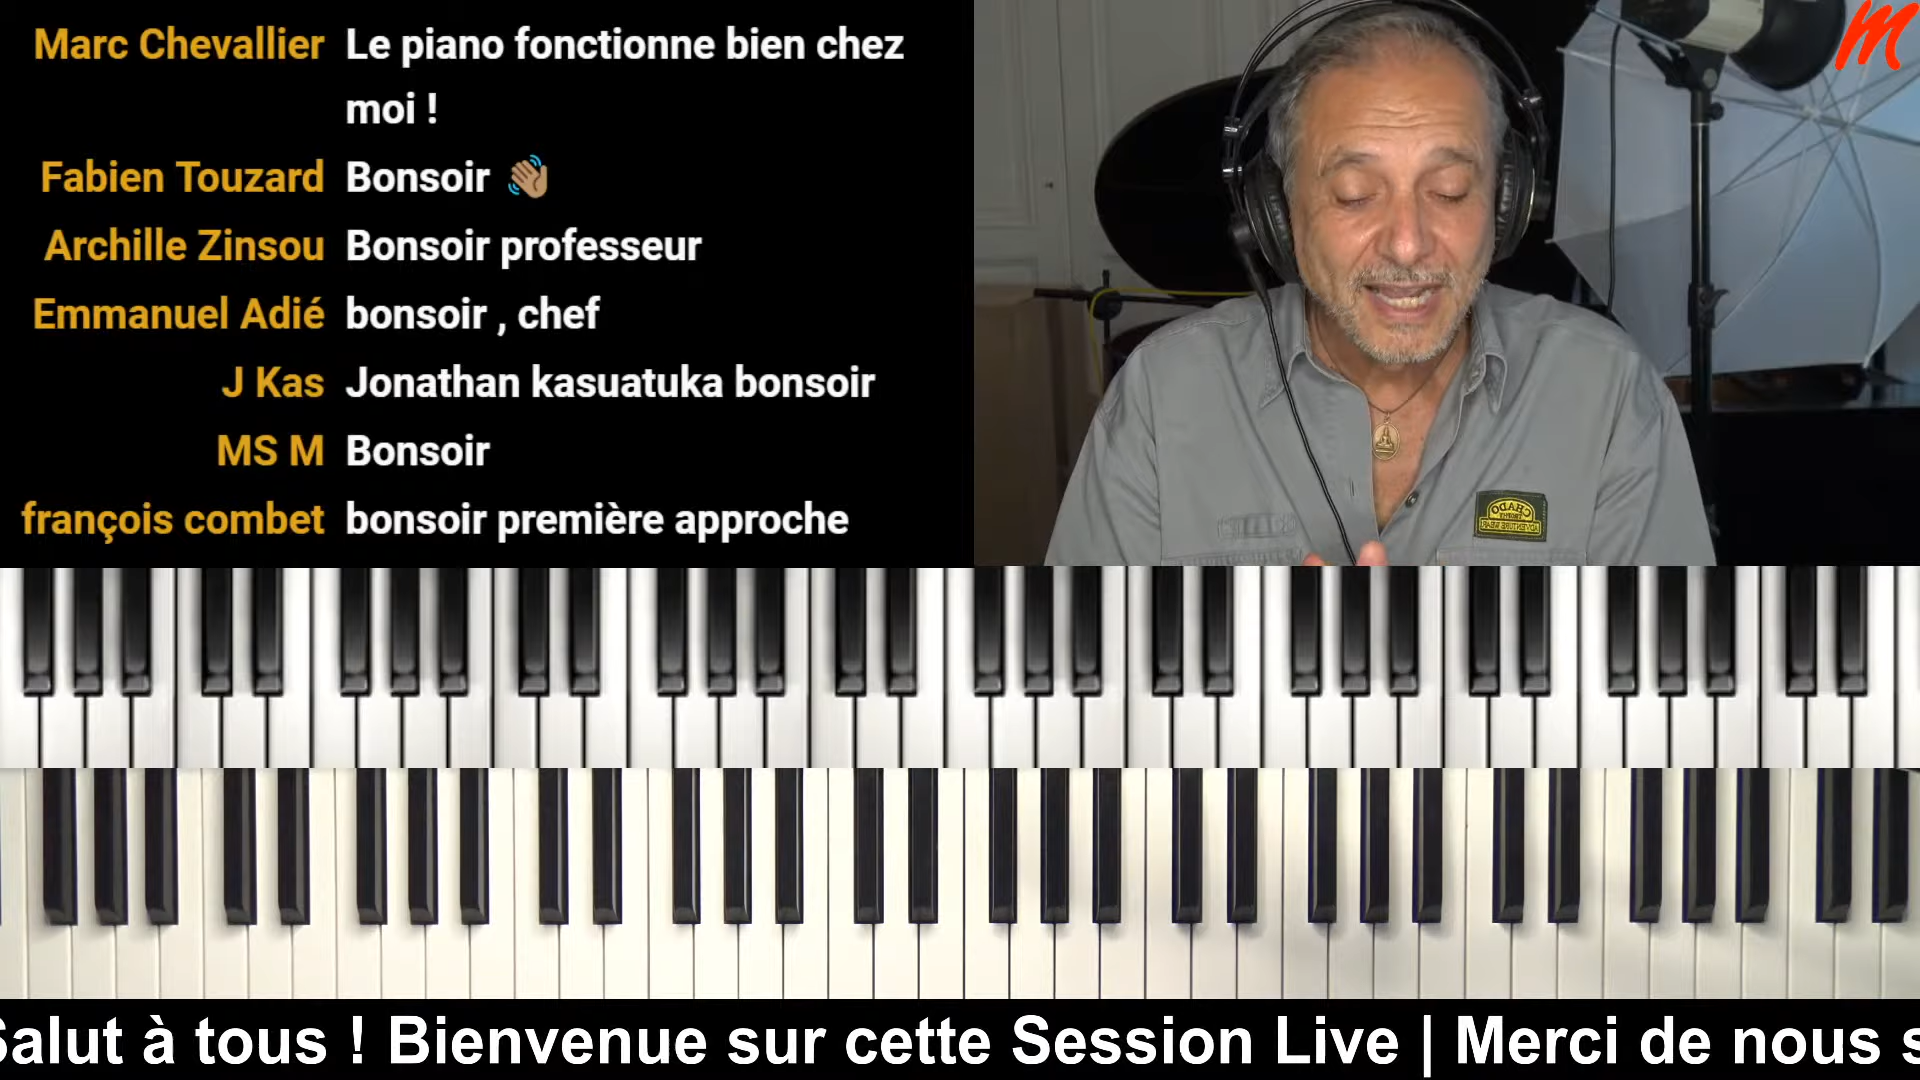 Marc Chevallier Le piano fonctionne bien chez
moi !
Fabien Touzard Bonsoir 👋🏽
Archille Zinsou Bonsoir professeur
Emmanuel Adié bonsoir , chef
J Kas Jonathan kasuatuka bonsoir
MS M Bonsoir
françois combet bonsoir première approche
M
CHADO
Salut à tous ! Bienvenue sur cette Session Live | Merci de nous s